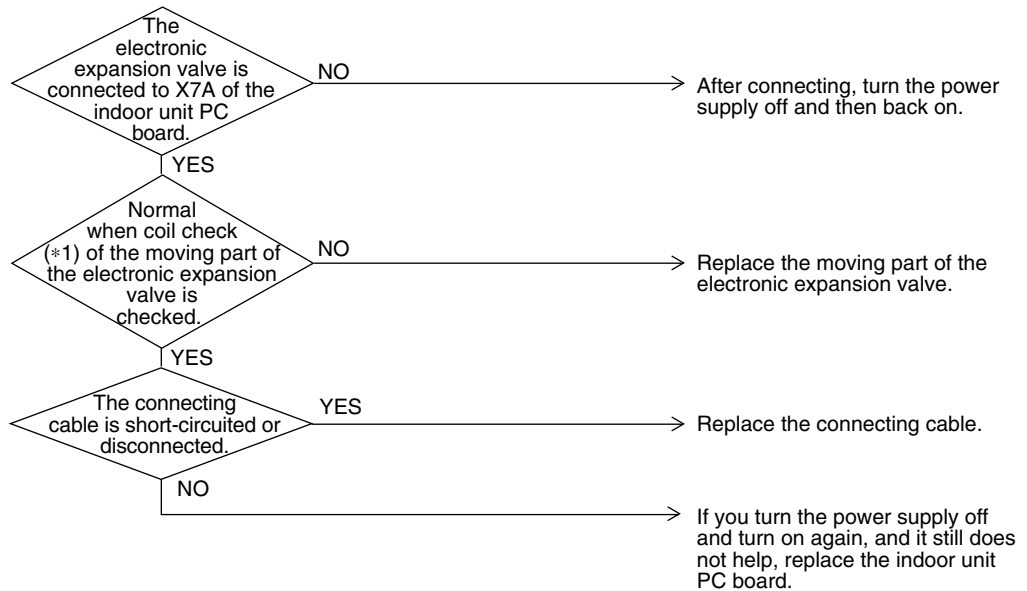 The
electronic
expansion valve is
connected to X7A of the
indoor unit PC
board.
NO
After connecting, turn the power
supply off and then back on.
YES
Normal
when coil check
(*1) of the moving part of
the electronic expansion
valve is
checked.
NO
Replace the moving part of the
electronic expansion valve.
YES
The connecting
cable is short-circuited or
disconnected.
YES
Replace the connecting cable.
NO
If you turn the power supply off
and turn on again, and it still does
not help, replace the indoor unit
PC board.